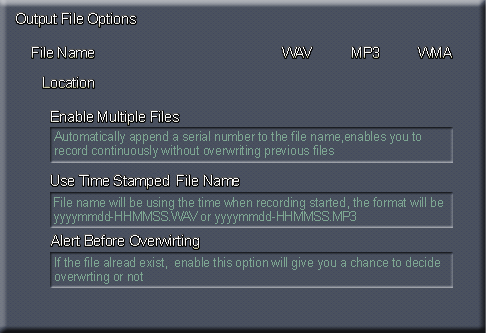 Output File Options
File Name WAV MP3 WMA
Location
Enable Multiple Files
Automatically append a serial number to the file name,enables you to
record continuously without overwriting previous files
Use Time Stamped File Name
File name will be using the time when recording started, the format will be
yyyymmdd-HHMMSS.WAV or yyyymmdd-HHMMSS.MP3
Alert Before Overwirting
If the file alread exist, enable this option will give you a chance to decide
overwrting or not